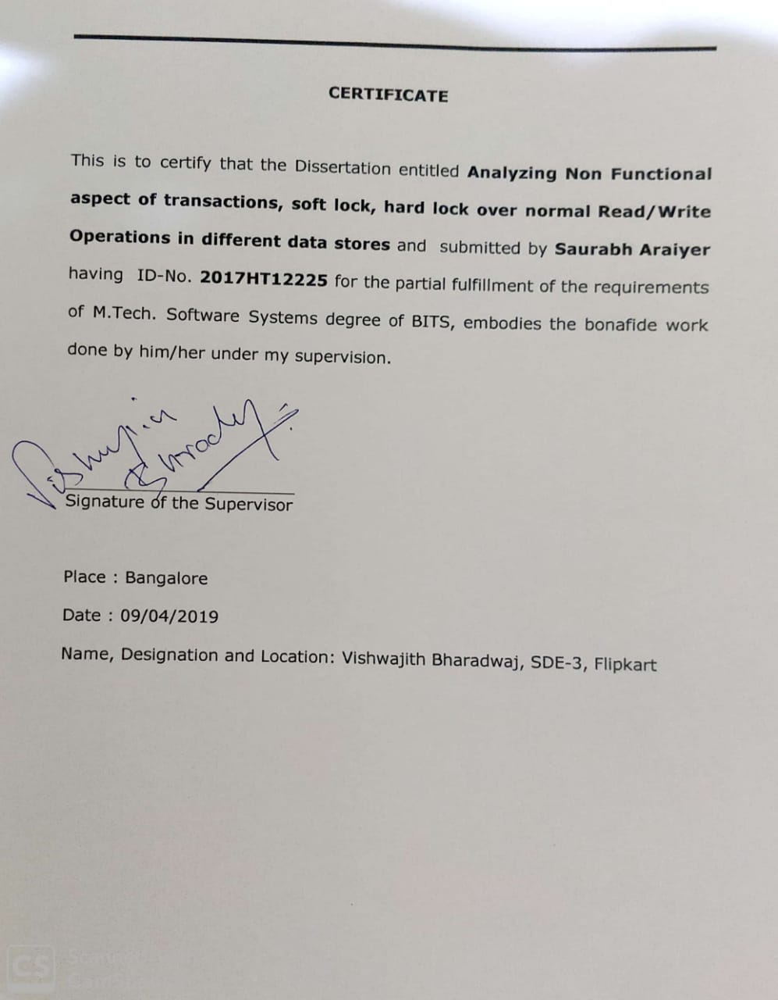 CERTIFICATE
This is to certify that the Dissertation entitled Analyzing Non Functional
aspect of transactions, soft lock, hard lock over normal Read/Write
Operations in different data stores and submitted by Saurabh Araiyer
having ID-No. 2017HT12225 for the partial fulfillment of the requirements
of M.Tech. Software Systems degree of BITS, embodies the bonafide work
done by him/her under my supervision.
Signature of the Supervisor
Place : Bangalore
Date : 09/04/2019
Name, Designation and Location: Vishwajith Bharadwaj, SDE-3, Flipkart
CS